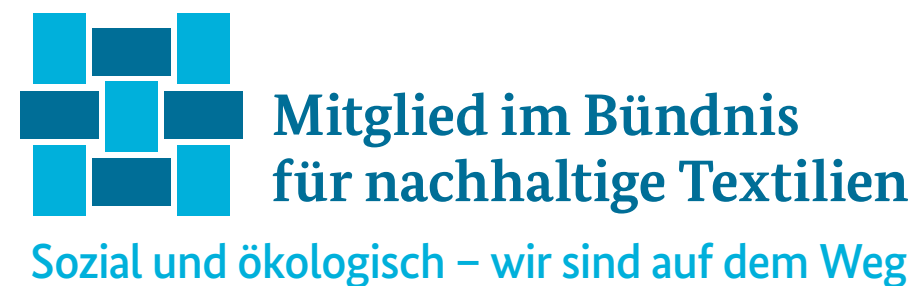 Mitglied im Bündnis
für nachhaltige Textilien
Sozial und ökologisch – wir sind auf dem Weg